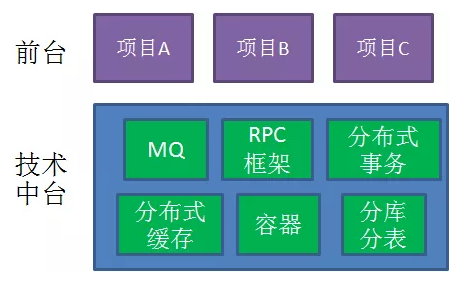 前台
项目A
项目B
项目C
技术
中台
MQ
RPC
框架
分布式
事务
分布式
缓存
容器
分库
分表